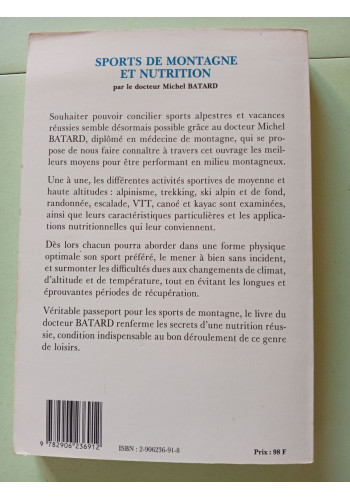 SPORTS DE MONTAGNE
ET NUTRITION
par le docteur Michel BATARD
Souhaiter pouvoir concilier sports alpestres et vacances
réussies semble désormais possible grâce au docteur Michel
BATARD, diplômé en médecine de montagne, qui se pro-
pose de nous faire connaître à travers cet ouvrage les meil-
leurs moyens pour être performant en milieu montagneux.
Une à une, les différentes activités sportives de moyenne et
haute altitudes : alpinisme, trekking, ski alpin et de fond,
randonnée, escalade, VTT, canoé et kayac sont examinées,
ainsi que leurs caractéristiques particulières et les applica-
tions nutritionnelles qui leur conviennent.
Dès lors chacun pourra aborder dans une forme physique
optimale son sport préféré, le mener à bien sans incident,
et surmonter les difficultés dues aux changements de climat,
d'altitude et de température, tout en évitant les longues et
éprouvantes périodes de récupération.
Véritable passeport pour les sports de montagne, le livre du
docteur BATARD renferme les secrets d'une nutrition réus-
sie, condition indispensable au bon déroulement de ce genre
de loisirs.
9 782906 236912
ISBN : 2-906236-91-8
Prix : 98 F